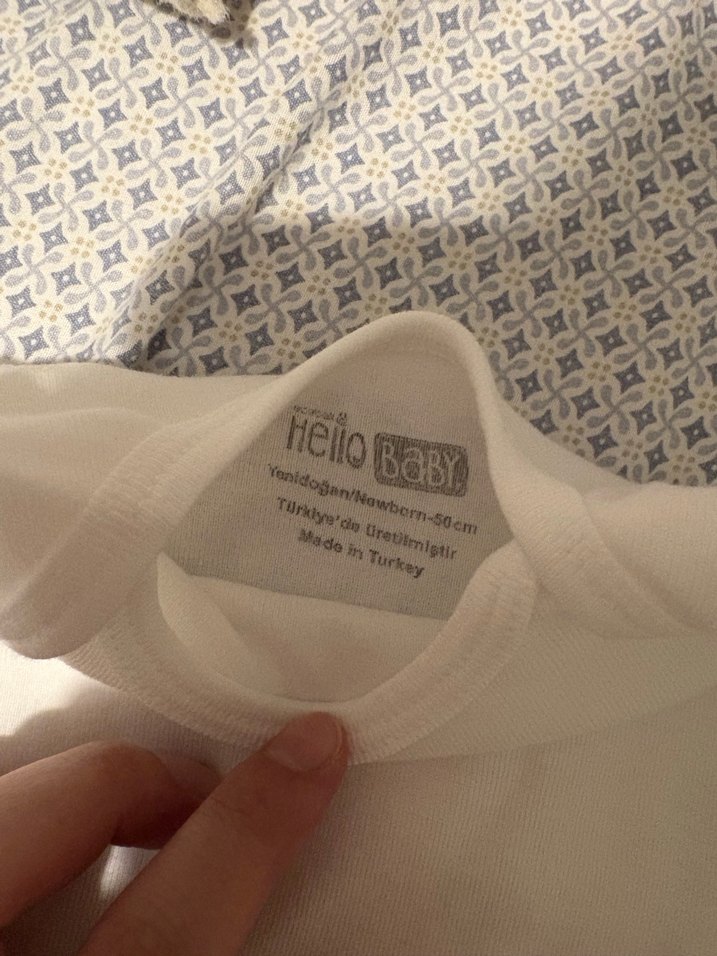 Hello BABY
Yenidoğan/Newborn-50cm
Türkiye'de üretilmiştir
Made in Turkey